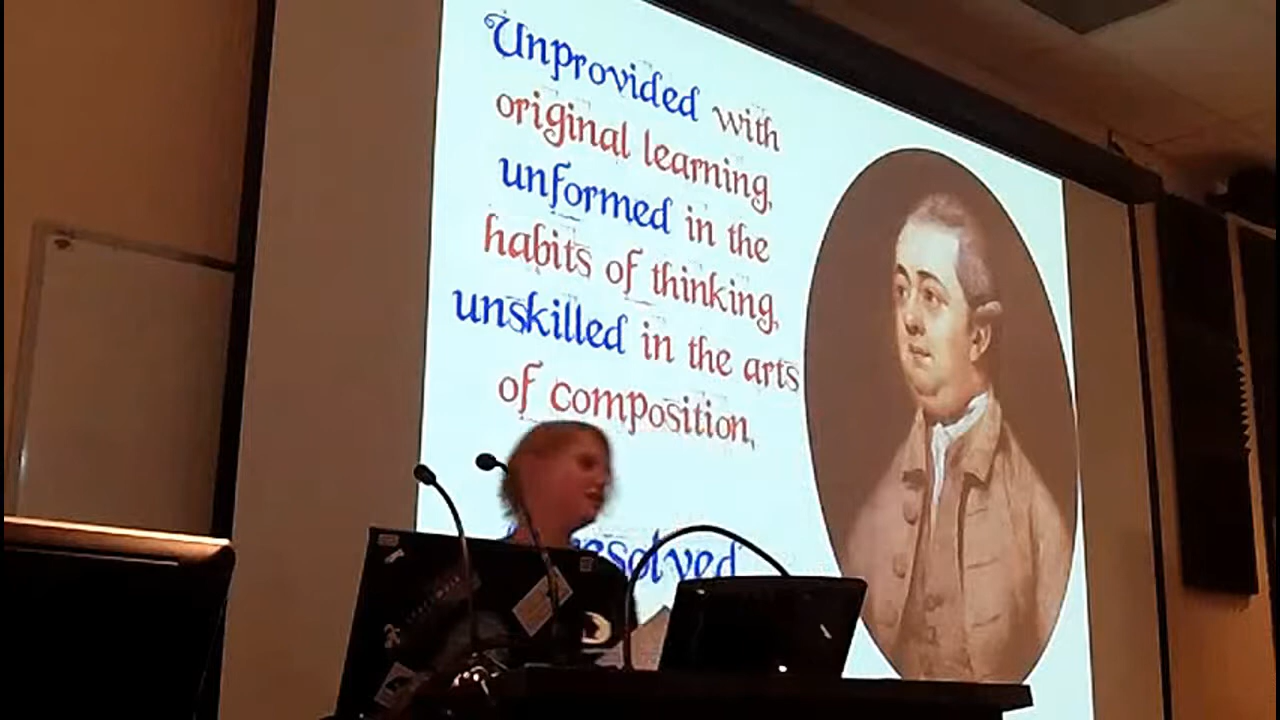 Unprovided with
original learning,
unformed in the
habits of thinking,
unskilled in the arts
of composition,
resolved